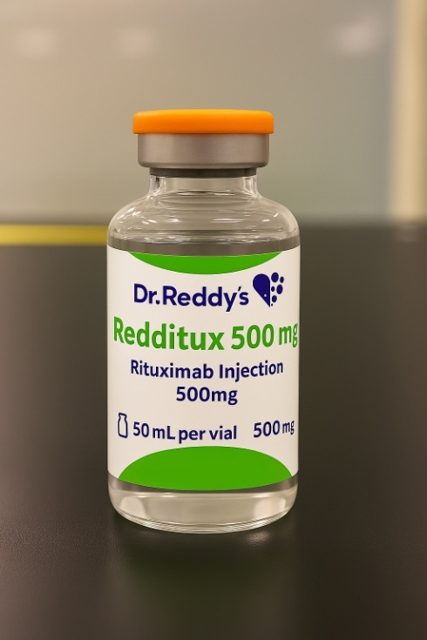 Dr.Reddy's
Redditux 500 mg
Rituximab Injection
500mg
50 mL per vial 500 mg